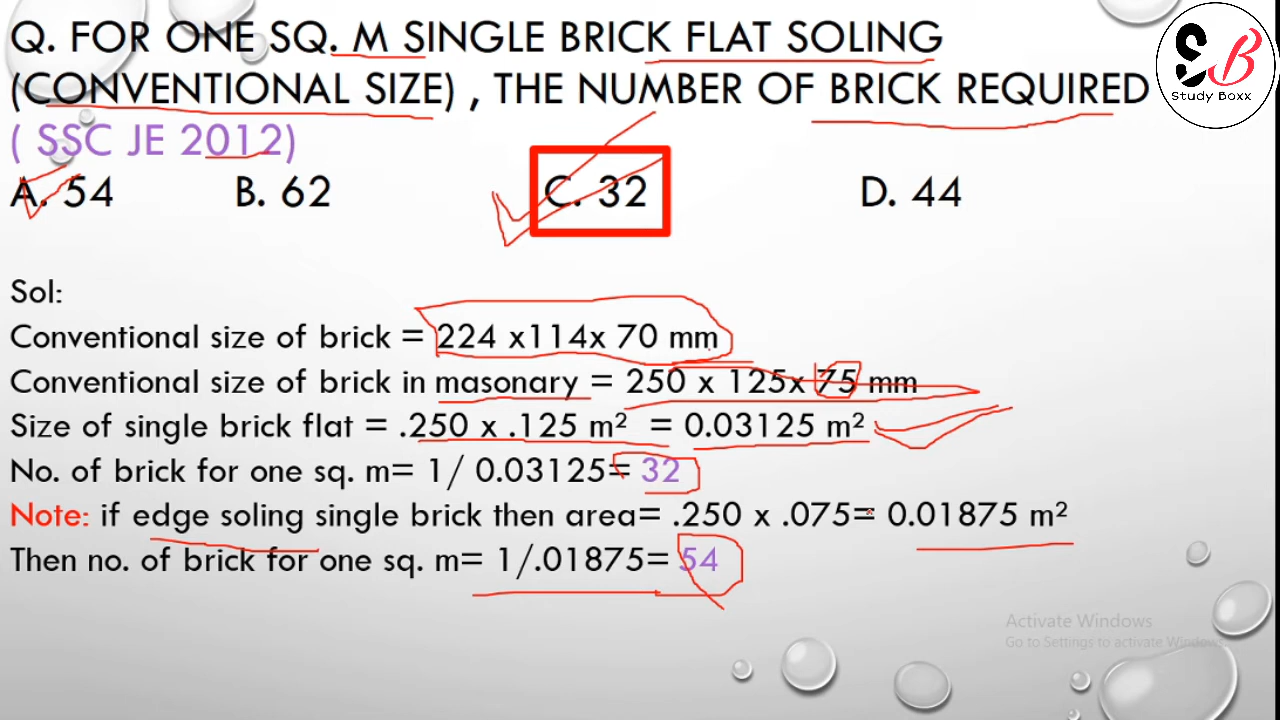 Q. FOR ONE SQ. M SINGLE BRICK FLAT SOLING
(CONVENTIONAL SIZE) , THE NUMBER OF BRICK REQUIRED
( SSC JE 2012)
A. 54 B. 62 C. 32 D. 44
Sol:
Conventional size of brick = 224 x114x 70 mm
Conventional size of brick in masonary = 250 x 125x 75 mm
Size of single brick flat = .250 x .125 m² = 0.03125 m²
No. of brick for one sq. m= 1/ 0.03125= 32
Note: if edge soling single brick then area= .250 x .075= 0.01875 m²
Then no. of brick for one sq. m= 1/.01875= 54
SB
Study Boxx
Activate Windows
Go to Settings to activate Windows.